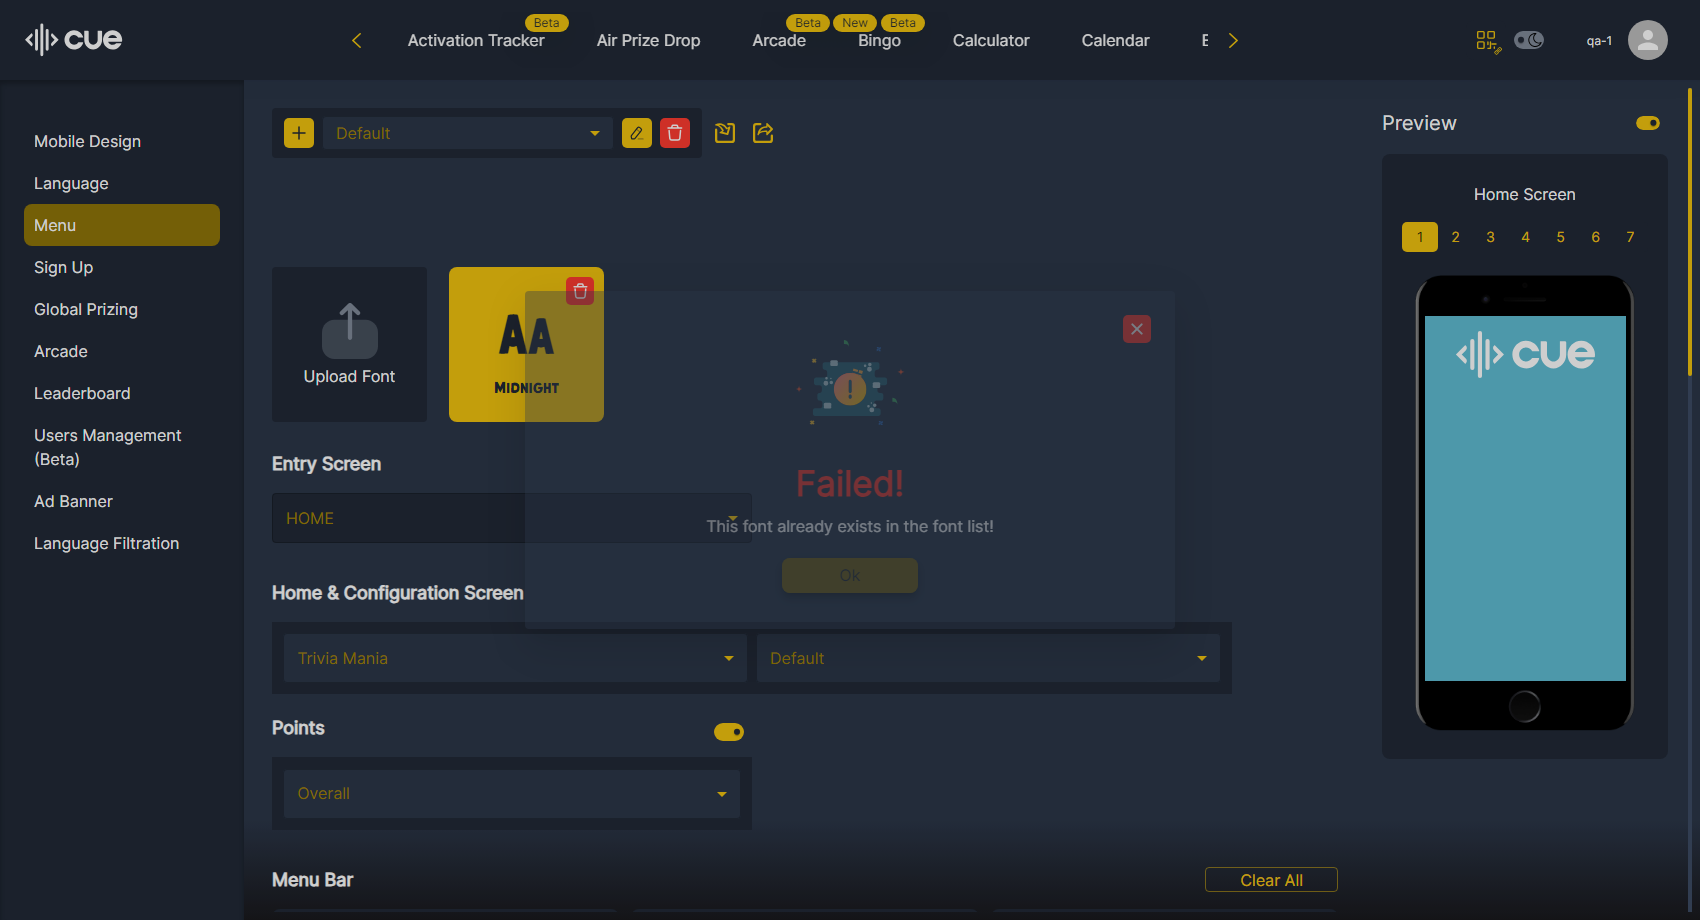 cue
Beta
Activation Tracker
Air Prize Drop
Beta
Arcade
New
Bingo
Beta
Calculator
Calendar
qa-1
Mobile Design
Language
Menu
Sign Up
Global Prizing
Arcade
Leaderboard
Users Management
(Beta)
Ad Banner
Language Filtration
Default
Upload Font
AA
MIDNIGHT
Entry Screen
HOME
Failed!
This font already exists in the font list!
Ok
Home & Configuration Screen
Trivia Mania
Default
Points
Overall
Menu Bar
Clear All
Preview
Home Screen
1 2 3 4 5 6 7
cue